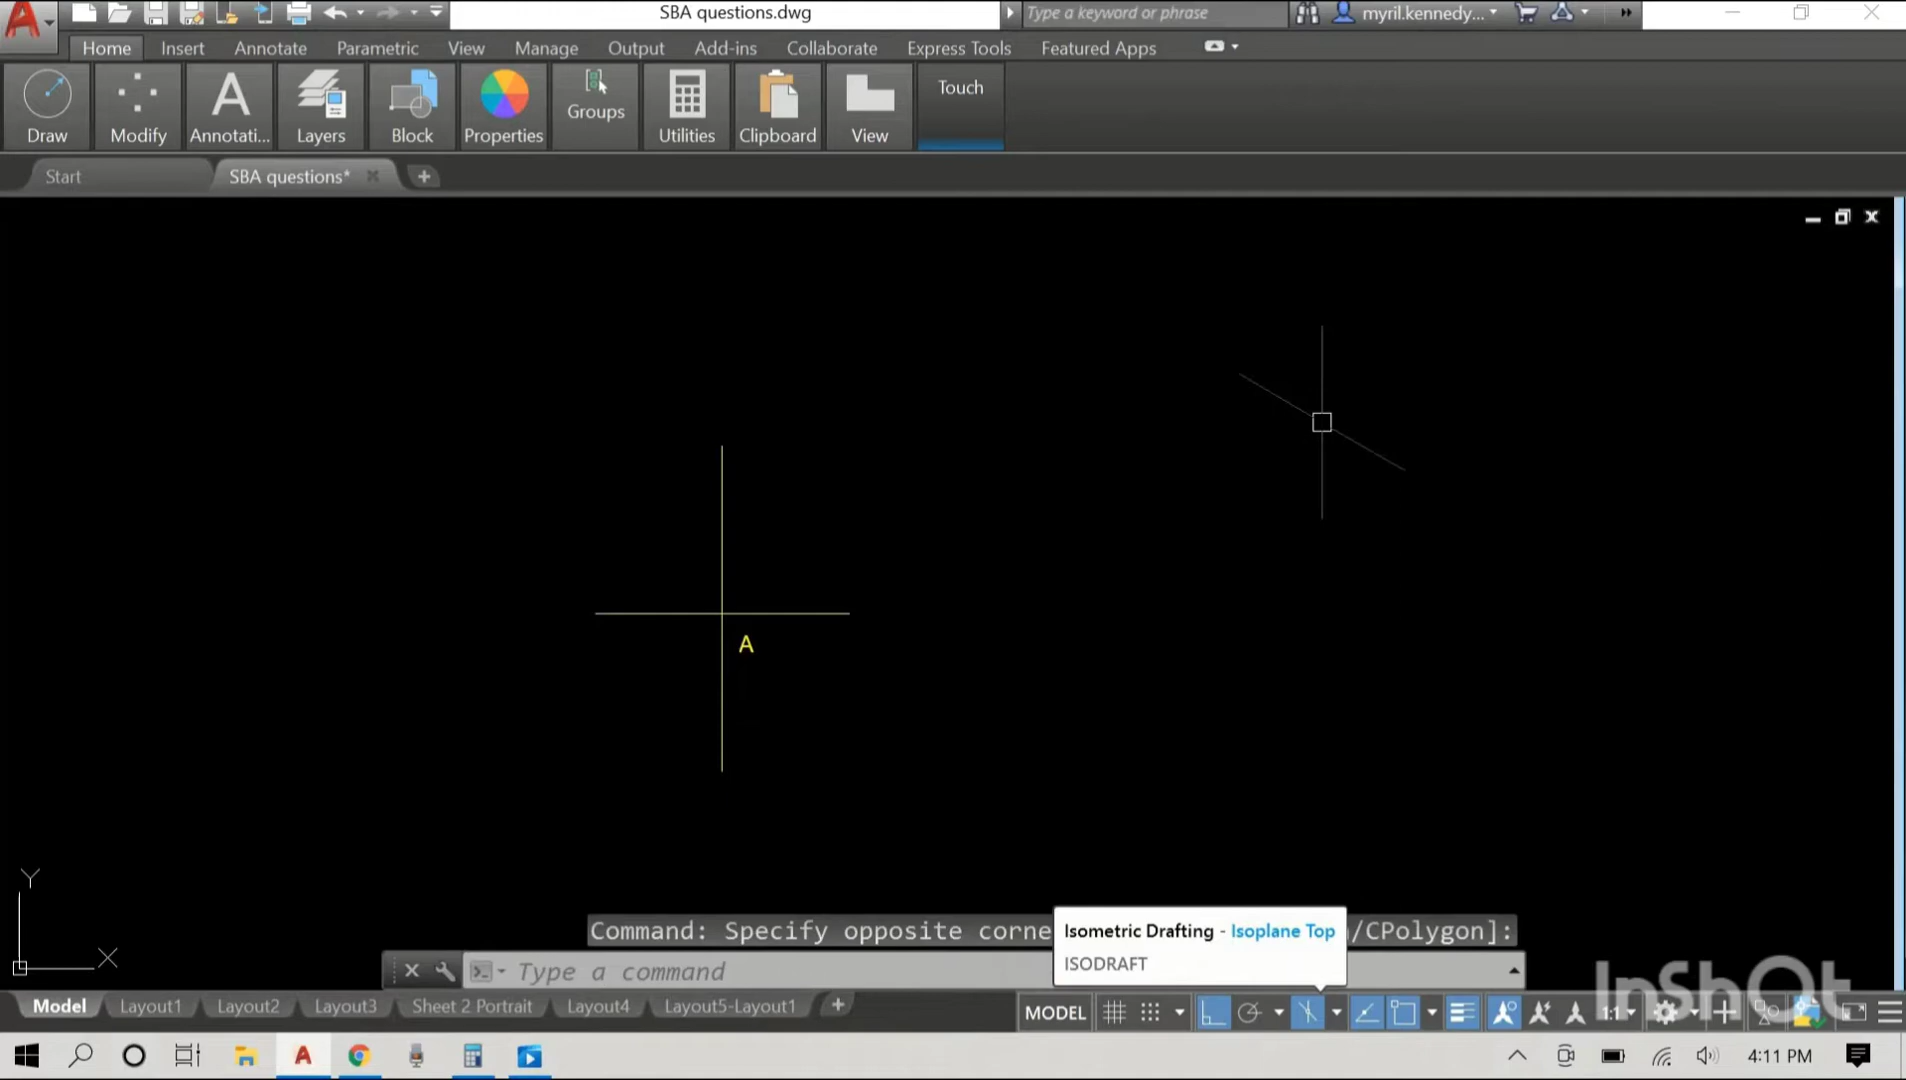 SBA questions.dwg
Type a keyword or phrase
myril.kennedy...
Home Insert Annotate Parametric View Manage Output Add-ins Collaborate Express Tools Featured Apps
Touch
Draw Modify Annotati... Layers Block Properties Groups Utilities Clipboard View
Start SBA questions*
A
Y
X
Command: Specify opposite corne
/CPolygon]:
Isometric Drafting - Isoplane Top
ISODRAFT
Type a command
InShOt
Model Layout1 Layout2 Layout3 Sheet 2 Portrait Layout4 Layout5-Layout1
MODEL
1:1
4:11 PM